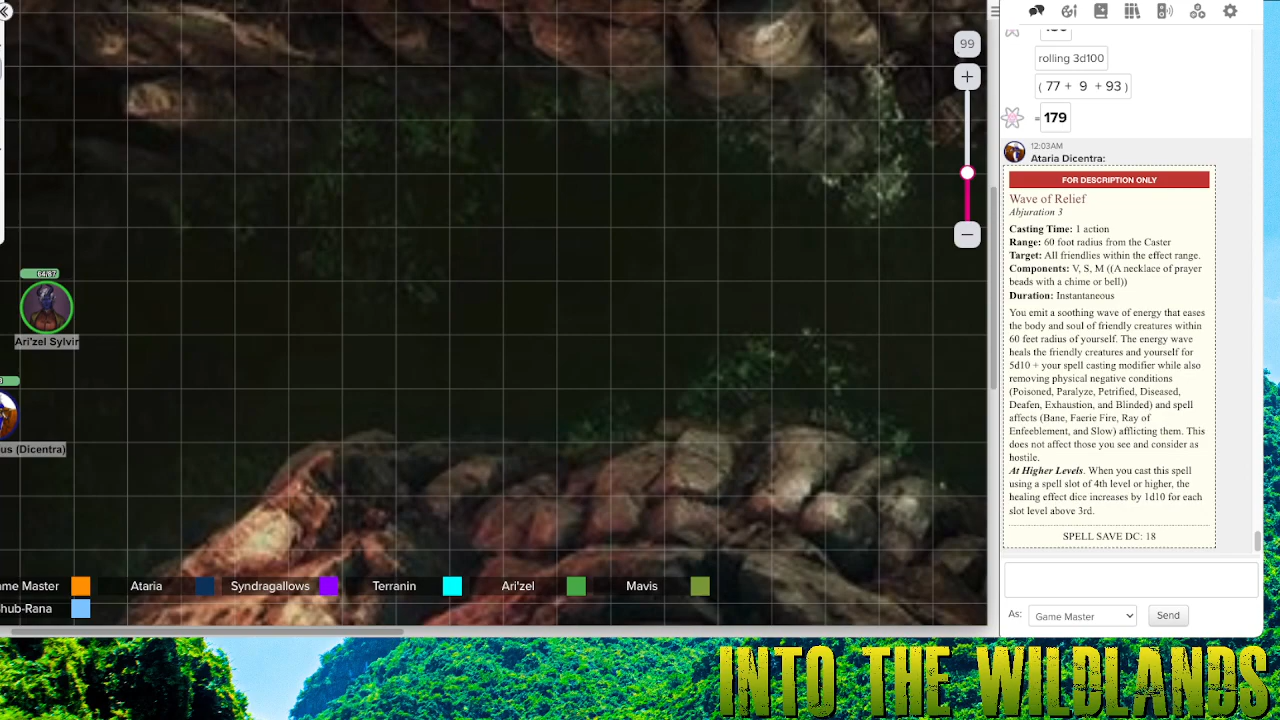 99
rolling 3d100
( 77 + 9 + 93 )
= 179
12:03AM
Ataria Dicentra:
FOR DESCRIPTION ONLY
Wave of Relief
Abjuration 3
Casting Time: 1 action
Range: 60 foot radius from the Caster
Target: All friendlies within the effect range.
Components: V, S, M ((A necklace of prayer
beads with a chime or bell))
Duration: Instantaneous
You emit a soothing wave of energy that eases
the body and soul of friendly creatures within
60 feet radius of yourself. The energy wave
heals the friendly creatures and yourself for
5d10 + your spell casting modifier while also
removing physical negative conditions
(Poisoned, Paralyze, Petrified, Diseased,
Deafen, Exhaustion, and Blinded) and spell
affects (Bane, Faerie Fire, Ray of
Enfeeblement, and Slow) afflicting them. This
does not affect those you see and consider as
hostile.
At Higher Levels. When you cast this spell
using a spell slot of 4th level or higher, the
healing effect dice increases by 1d10 for each
slot level above 3rd.
SPELL SAVE DC: 18
Ari'zel Sylvir
us (Dicentra)
ame Master Ataria Syndragallows Terranin Ari'zel Mavis
hub-Rana
As: Game Master Send
INTO THE WILDLANDS